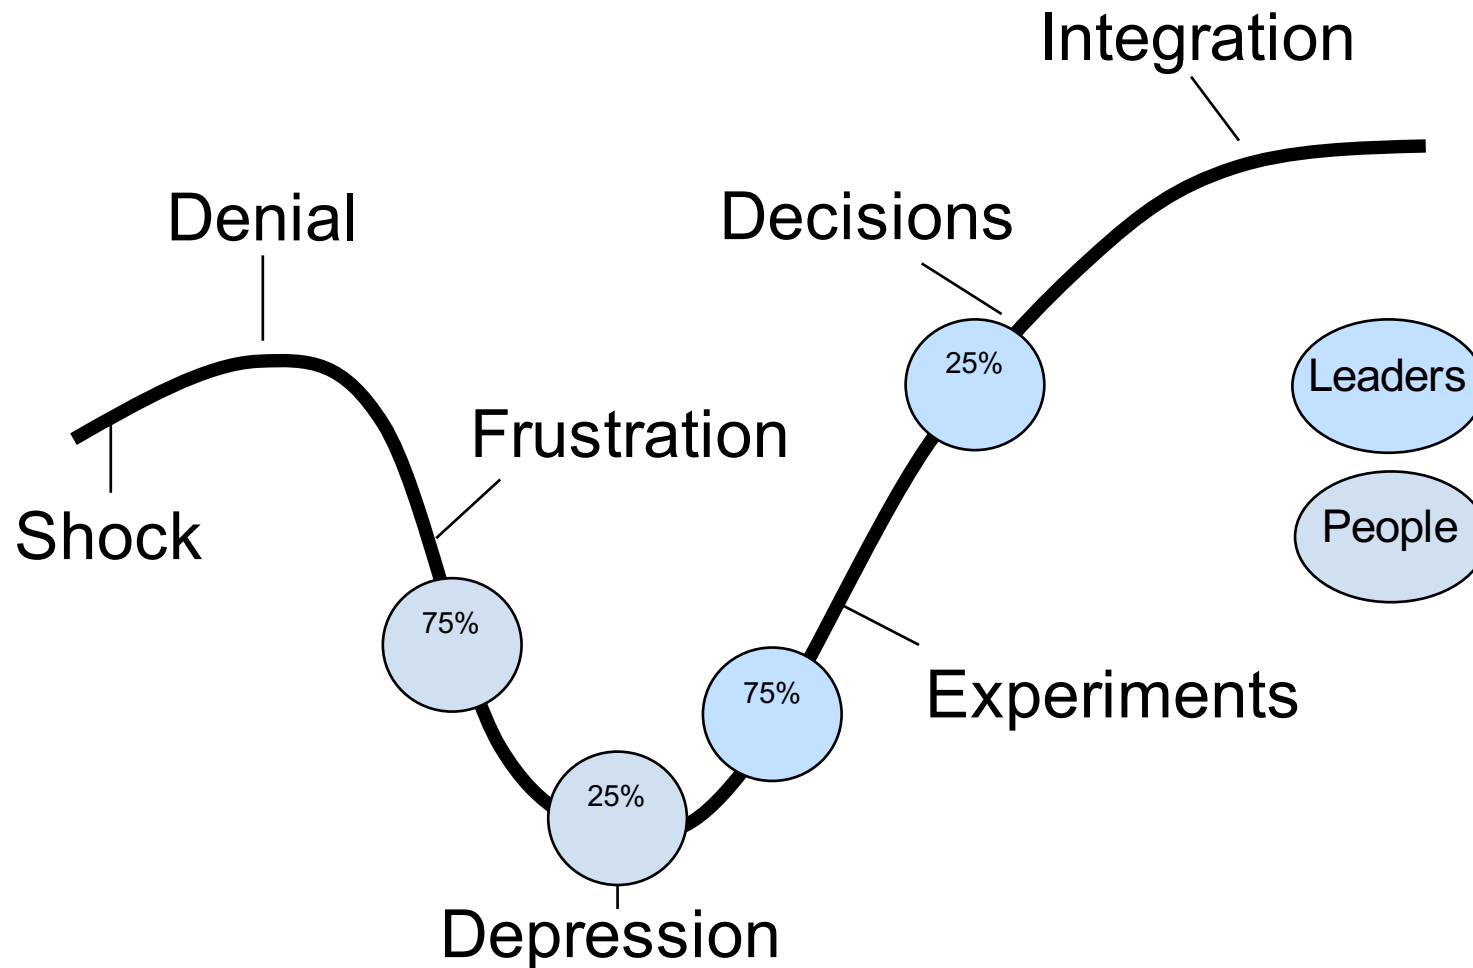 Integration
Denial
Decisions
25%
Leaders
Frustration
Shock
People
75%
75%
Experiments
25%
Depression